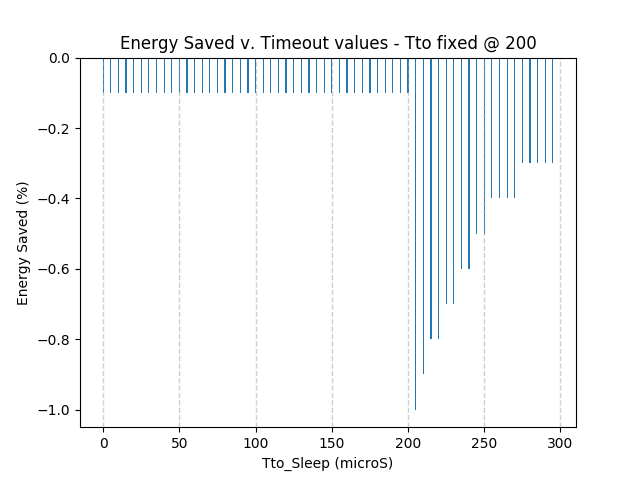 Energy Saved v. Timeout values - Tto fixed @ 200
0.0
−0.2
−0.4
−0.6
−0.8
−1.0
Energy Saved (%)
0 50 100 150 200 250 300
Tto_Sleep (microS)